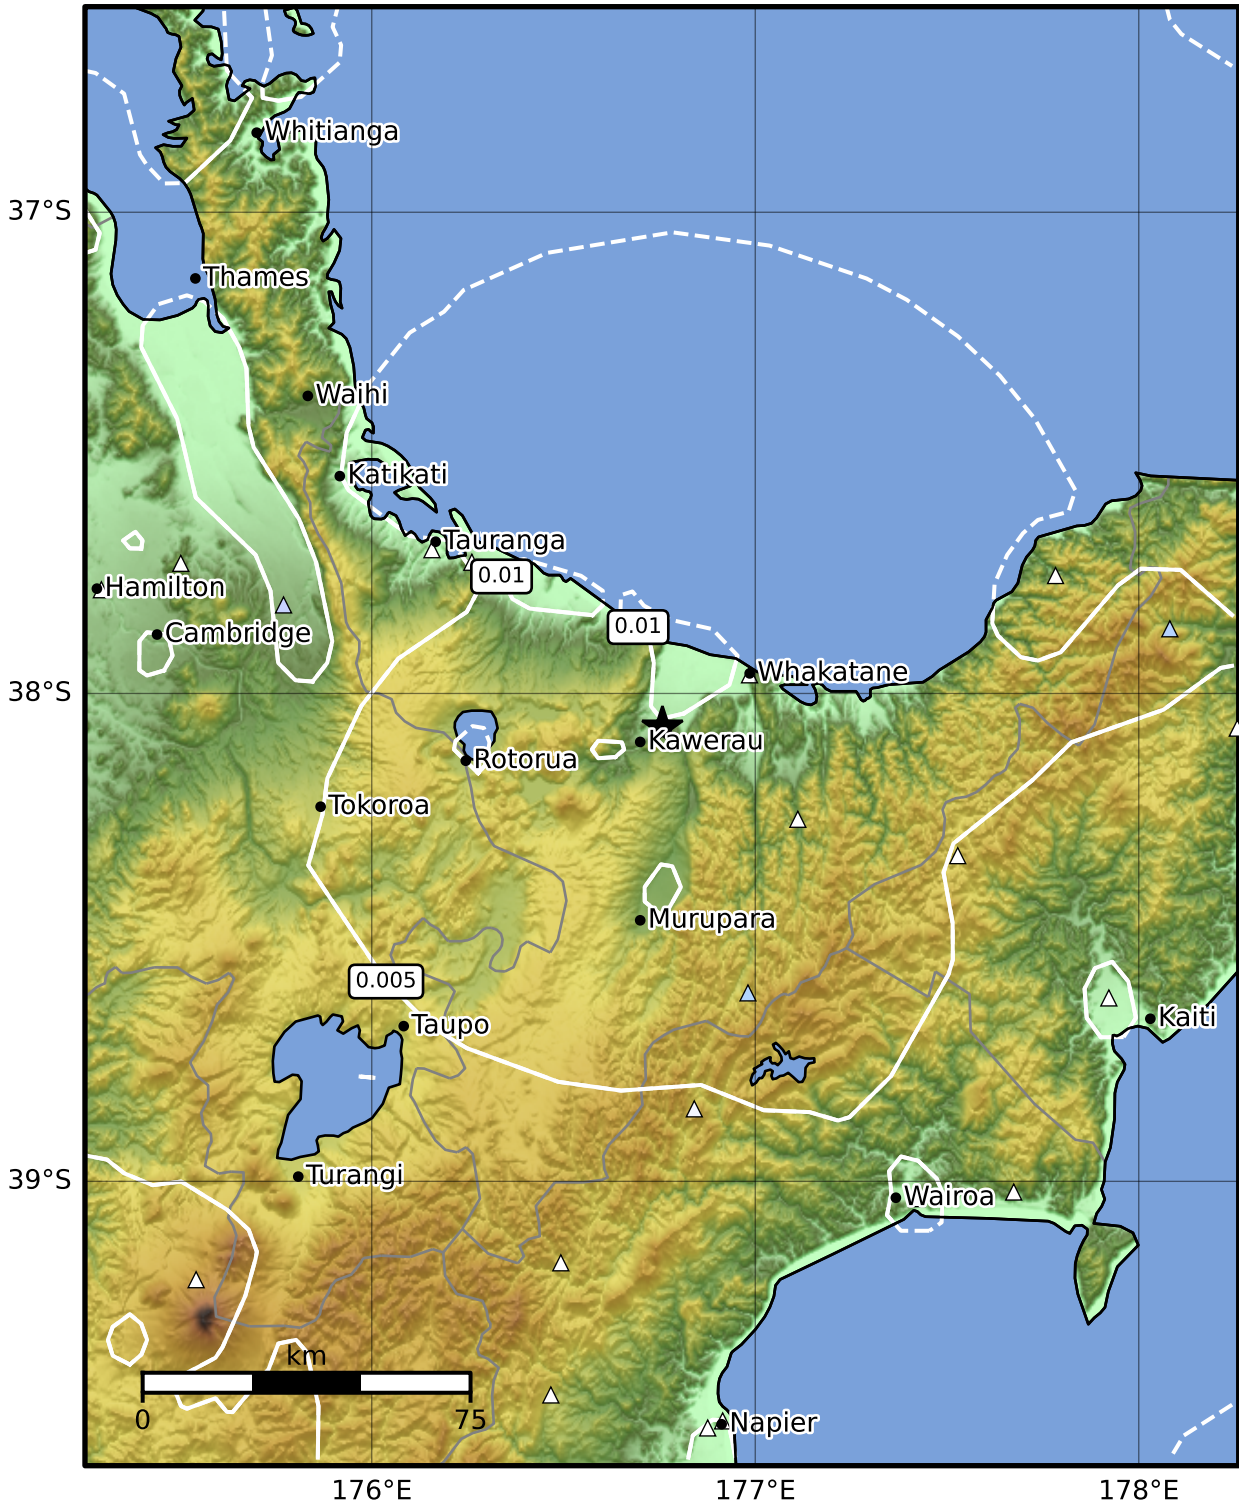 Whitianga
37°S
Thames
Waihi
Katikati
Tauranga
0.01
Hamilton
0.01
Cambridge
Whakatane
38°S
Kawerau
Rotorua
Tokoroa
Murupara
0.005
Kaiti
Taupo
39°S
Turangi
Wairoa
km
0
75
Napier
176°E
177°E
178°E